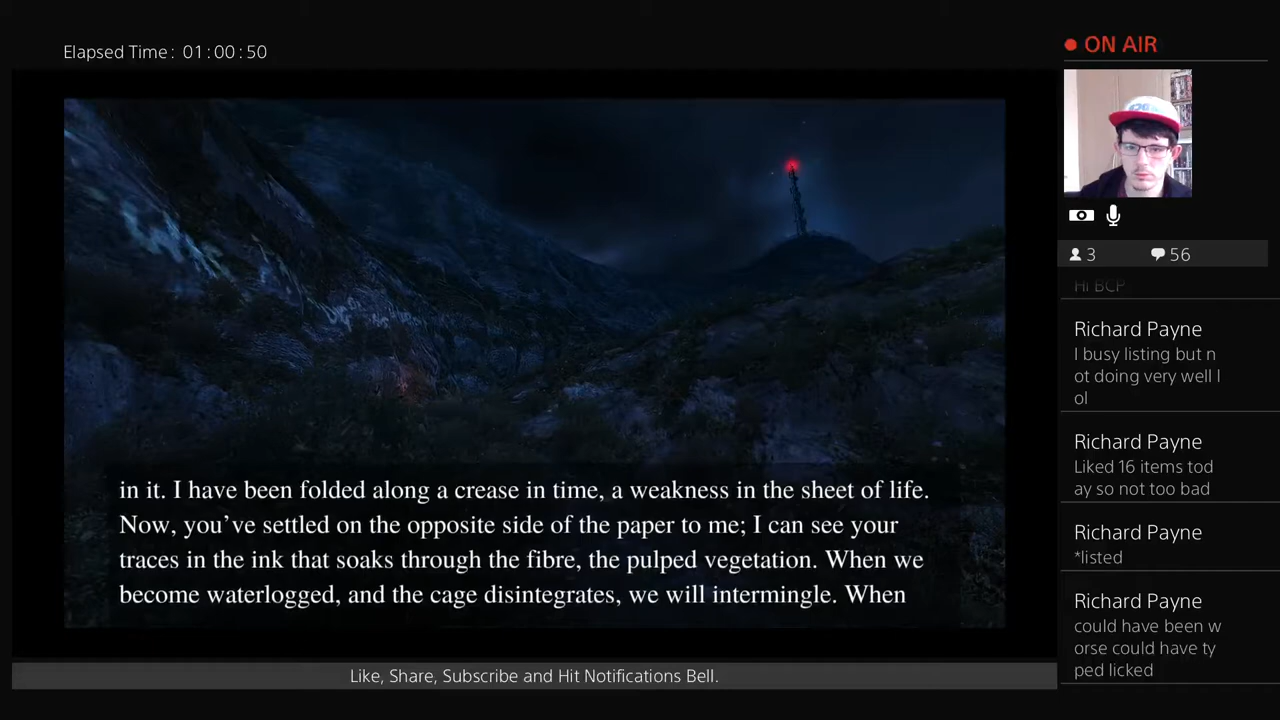 Elapsed Time: 01:00:50
ON AIR
3 56
in it. I have been folded along a crease in time, a weakness in the sheet of life.
Now, you've settled on the opposite side of the paper to me; I can see your
traces in the ink that soaks through the fibre, the pulped vegetation. When we
become waterlogged, and the cage disintegrates, we will intermingle. When
Like, Share, Subscribe and Hit Notifications Bell.
Hi BCP
Richard Payne
I busy listing but n
ot doing very well l
ol
Richard Payne
Liked 16 items tod
ay so not too bad
Richard Payne
*listed
Richard Payne
could have been w
orse could have ty
ped licked